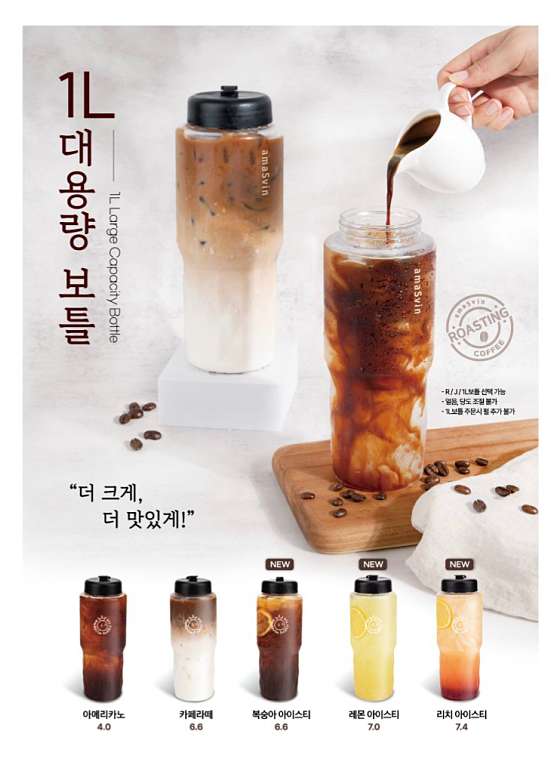 1L
대용량 보틀
1L Large Capacity Bottle
amaSvin
amaSvin
amaSvin
ROASTING
COFFEE
- R / J / 1L보틀 선택 가능
- 얼음, 당도 조절 불가
- 1L보틀 주문시 펄 추가 불가
“더 크게,
더 맛있게!”
NEW
NEW
NEW
아메리카노
카페라떼
복숭아 아이스티
레몬 아이스티
리치 아이스티
4.0
6.6
6.6
7.0
7.4